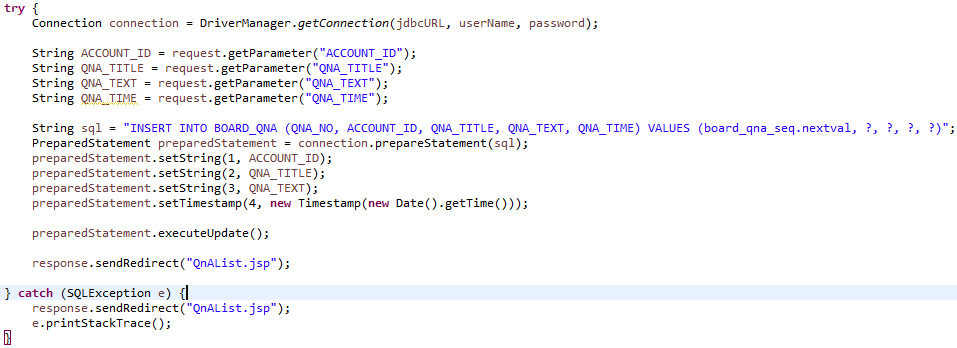 try {
    Connection connection = DriverManager.getConnection(jdbcURL, userName, password);

    String ACCOUNT_ID = request.getParameter("ACCOUNT_ID");
    String QNA_TITLE = request.getParameter("QNA_TITLE");
    String QNA_TEXT = request.getParameter("QNA_TEXT");
    String QNA_TIME = request.getParameter("QNA_TIME");

    String sql = "INSERT INTO BOARD_QNA (QNA_NO, ACCOUNT_ID, QNA_TITLE, QNA_TEXT, QNA_TIME) VALUES (board_qna_seq.nextval, ?, ?, ?, ?)";
    PreparedStatement preparedStatement = connection.prepareStatement(sql);
    preparedStatement.setString(1, ACCOUNT_ID);
    preparedStatement.setString(2, QNA_TITLE);
    preparedStatement.setString(3, QNA_TEXT);
    preparedStatement.setTimestamp(4, new Timestamp(new Date().getTime()));

    preparedStatement.executeUpdate();

    response.sendRedirect("QnAList.jsp");

} catch (SQLException e) {
    response.sendRedirect("QnAList.jsp");
    e.printStackTrace();
}